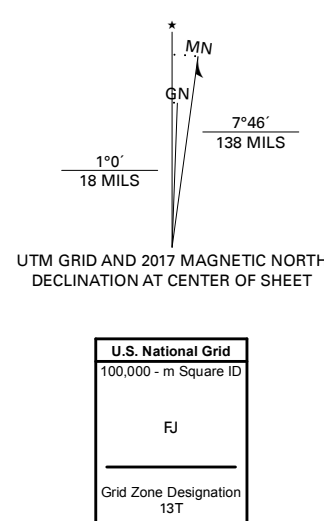 ★
MN
GN
7°46´
138 MILS
1°0´
18 MILS
UTM GRID AND 2017 MAGNETIC NORTH
DECLINATION AT CENTER OF SHEET
U.S. National Grid
100,000 - m Square ID
FJ
Grid Zone Designation
13T